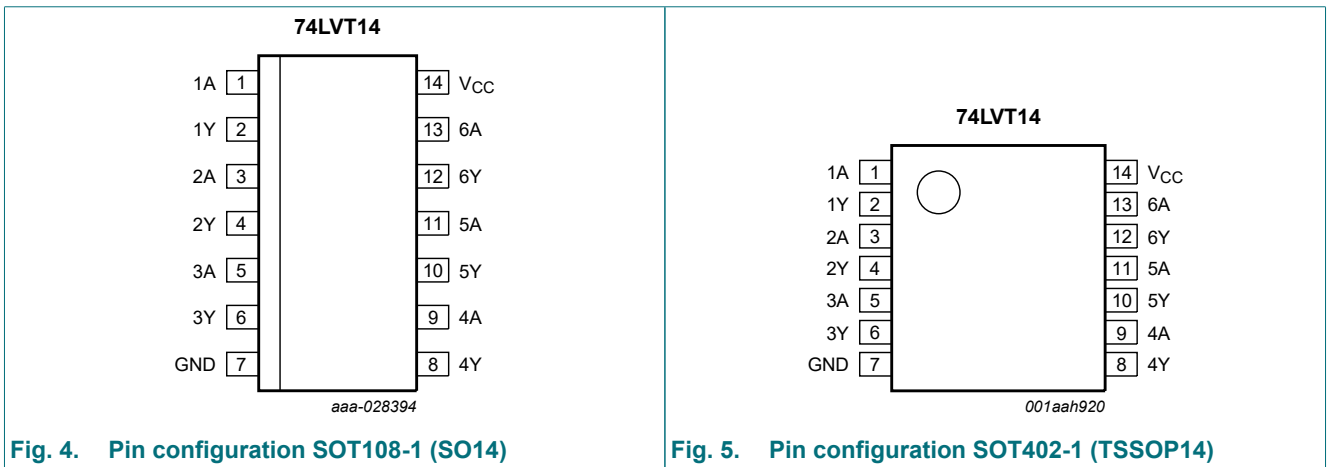 74LVT14
1A 1 14 VCC
1Y 2 13 6A
2A 3 12 6Y
2Y 4 11 5A
3A 5 10 5Y
3Y 6 9 4A
GND 7 8 4Y
aaa-028394
Fig. 4. Pin configuration SOT108-1 (SO14)
74LVT14
1A 1 14 VCC
1Y 2 13 6A
2A 3 12 6Y
2Y 4 11 5A
3A 5 10 5Y
3Y 6 9 4A
GND 7 8 4Y
001aah920
Fig. 5. Pin configuration SOT402-1 (TSSOP14)